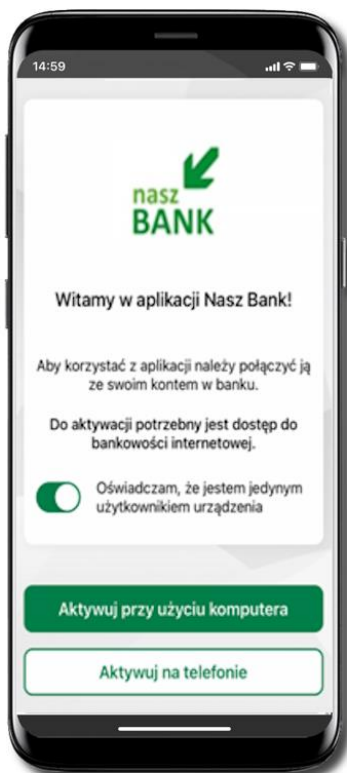 14:59
nasz
BANK
Witamy w aplikacji Nasz Bank!
Aby korzystać z aplikacji należy połączyć ją
ze swoim kontem w banku.
Do aktywacji potrzebny jest dostęp do
bankowości internetowej.
Oświadczam, że jestem jedynym
użytkownikiem urządzenia
Aktywuj przy użyciu komputera
Aktywuj na telefonie